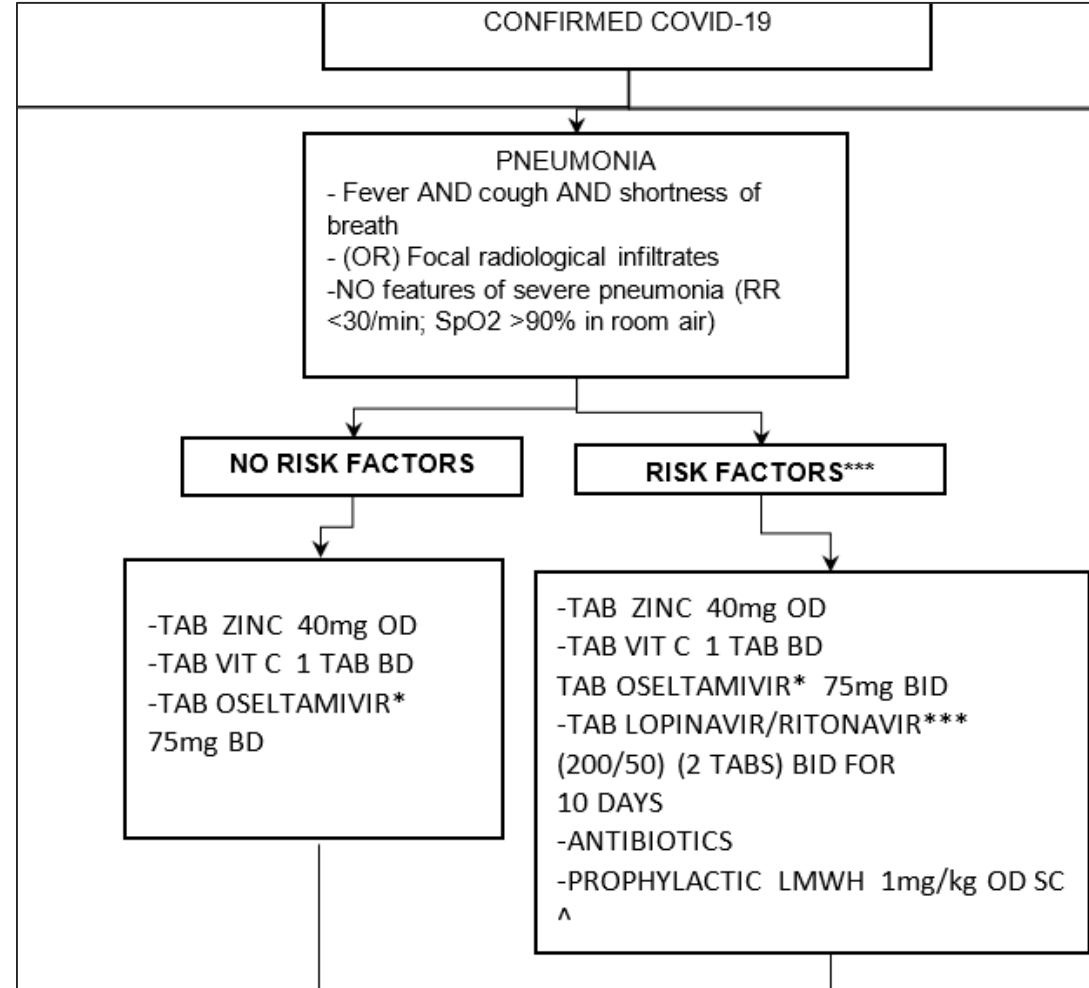 CONFIRMED COVID-19
PNEUMONIA
- Fever AND cough AND shortness of
breath
- (OR) Focal radiological infiltrates
-NO features of severe pneumonia (RR
<30/min; SpO2 >90% in room air)
NO RISK FACTORS
RISK FACTORS***
-TAB ZINC 40mg OD
-TAB VIT C 1 TAB BD
-TAB OSELTAMIVIR*
75mg BD
-TAB ZINC 40mg OD
-TAB VIT C 1 TAB BD
TAB OSELTAMIVIR* 75mg BID
-TAB LOPINAVIR/RITONAVIR***
(200/50) (2 TABS) BID FOR
10 DAYS
-ANTIBIOTICS
-PROPHYLACTIC LMWH 1mg/kg OD SC
^